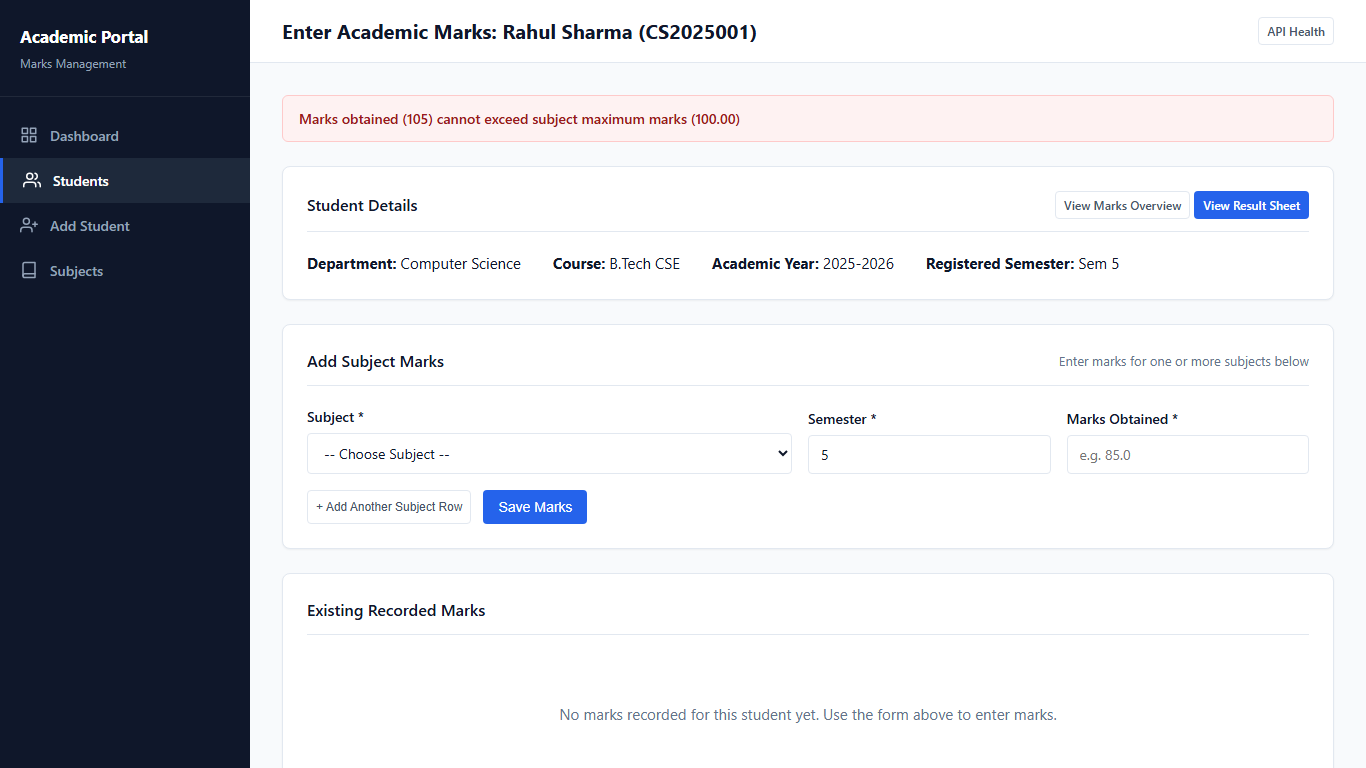 Academic Portal
Marks Management
Dashboard
Students
Add Student
Subjects
Enter Academic Marks: Rahul Sharma (CS2025001)
API Health
Marks obtained (105) cannot exceed subject maximum marks (100.00)
Student Details
View Marks Overview
View Result Sheet
Department: Computer Science Course: B.Tech CSE Academic Year: 2025-2026 Registered Semester: Sem 5
Add Subject Marks
Enter marks for one or more subjects below
Subject *
-- Choose Subject --
Semester *
5
Marks Obtained *
e.g. 85.0
+ Add Another Subject Row
Save Marks
Existing Recorded Marks
No marks recorded for this student yet. Use the form above to enter marks.